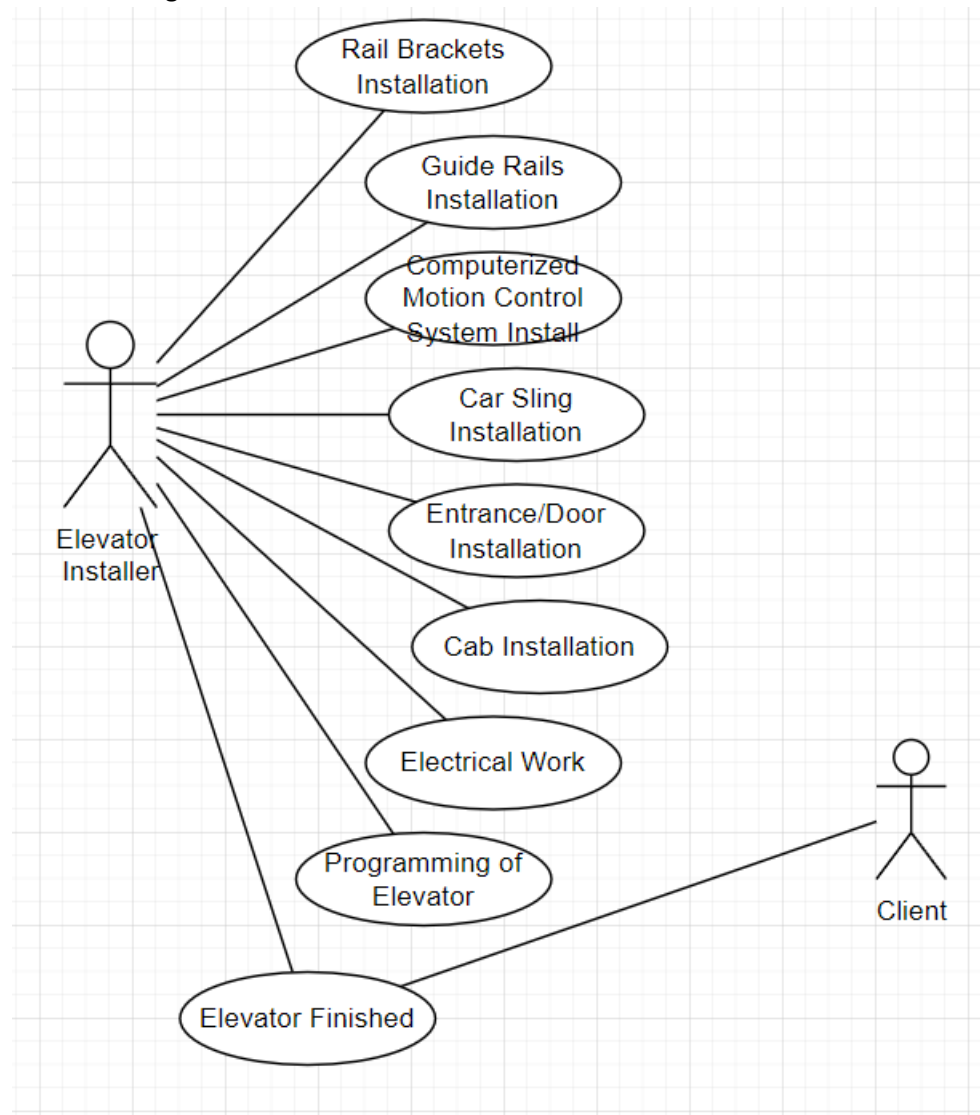 Rail Brackets
Installation
Guide Rails
Installation
Computerized
Motion Control
System Install
Car Sling
Installation
Entrance/Door
Installation
Elevator
Installer
Cab Installation
Electrical Work
Programming of
Elevator
Client
Elevator Finished